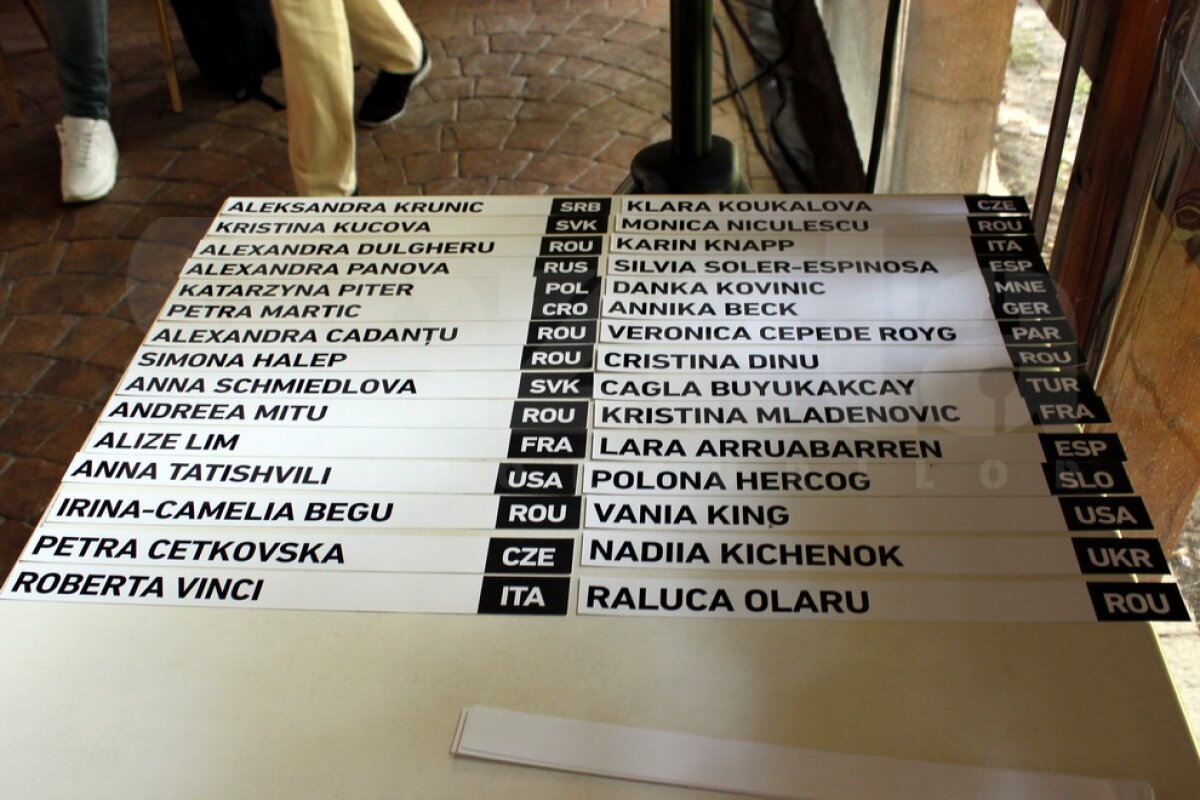 ALEKSANDRA KRUNIC SRB
KRISTINA KUCOVA SVK
ALEXANDRA DULGHERU ROU
ALEXANDRA PANOVA RUS
KATARZYNA PITER POL
PETRA MARTIC CRO
ALEXANDRA CADANȚU ROU
SIMONA HALEP ROU
ANNA SCHMIEDLOVA SVK
ANDREEA MITU ROU
ALIZE LIM FRA
ANNA TATISHVILI USA
IRINA-CAMELIA BEGU ROU
PETRA CETKOVSKA CZE
ROBERTA VINCI ITA
KLARA KOUKALOVA CZE
MONICA NICULESCU ROU
KARIN KNAPP ITA
SILVIA SOLER-ESPINOSA ESP
DANKA KOVINIC MNE
ANNIKA BECK GER
VERONICA CEPEDE ROYG PAR
CRISTINA DINU ROU
CAGLA BUYUKAKCAY TUR
KRISTINA MLADENOVIC FRA
LARA ARRUABARREN ESP
POLONA HERCOG SLO
VANIA KING USA
NADIIA KICHENOK UKR
RALUCA OLARU ROU